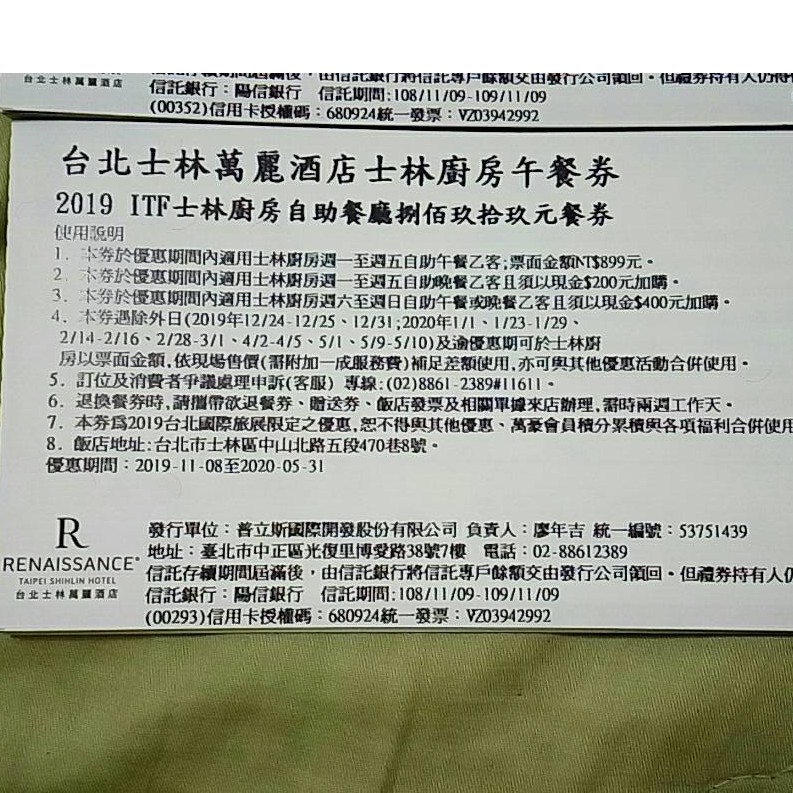 台北士林萬麗酒店
信託銀行：陽信銀行 信託期間:108/11/09-109/11/09
(00352)信用卡授權碼：680924統一發票：VZ03942992
台北士林萬麗酒店士林廚房午餐券
2019 ITF士林廚房自助餐廳捌佰玖拾玖元餐券
使用說明
1. 本券於優惠期間內適用士林廚房週一至週五自助午餐乙客;票面金額NT$899元。
2. 本券於優惠期間內適用士林廚房週一至週五自助晚餐乙客且須以現金$200元加購。
3. 本券於優惠期間內適用士林廚房週六至週日自助午餐或晚餐乙客且須以現金$400元加購。
4. 本券遇除外日(2019年12/24-12/25、12/31;2020年1/1、1/23-1/29、
2/14-2/16、2/28-3/1、4/2-4/5、5/1、5/9-5/10)及逾優惠期可於士林廚
房以票面金額,依現場售價(需附加一成服務費)補足差額使用,亦可與其他優惠活動合併使用。
5. 訂位及消費者爭議處理申訴(客服) 專線:(02)8861-2389#11611。
6. 退換餐券時,請攜帶欲退餐券、贈送券、飯店發票及相關單據來店辦理,需時兩週工作天。
7. 本券為2019台北國際旅展限定之優惠,恕不得與其他優惠、萬豪會員積分累積與各項福利合併使用
8. 飯店地址:台北市士林區中山北路五段470巷8號。
優惠期間：2019-11-08至2020-05-31
R
RENAISSANCE®
TAIPEI SHIHLIN HOTEL
台北士林萬麗酒店
發行單位：普立斯國際開發股份有限公司 負責人：廖年吉 統一編號：53751439
地址：臺北市中正區光復里博愛路38號7樓 電話：02-88612389
信託存續期間屆滿後，由信託銀行將信託專戶餘額交由發行公司領回。但禮券持有人仍
信託銀行：陽信銀行 信託期間:108/11/09-109/11/09
(00293)信用卡授權碼：680924統一發票：VZ03942992